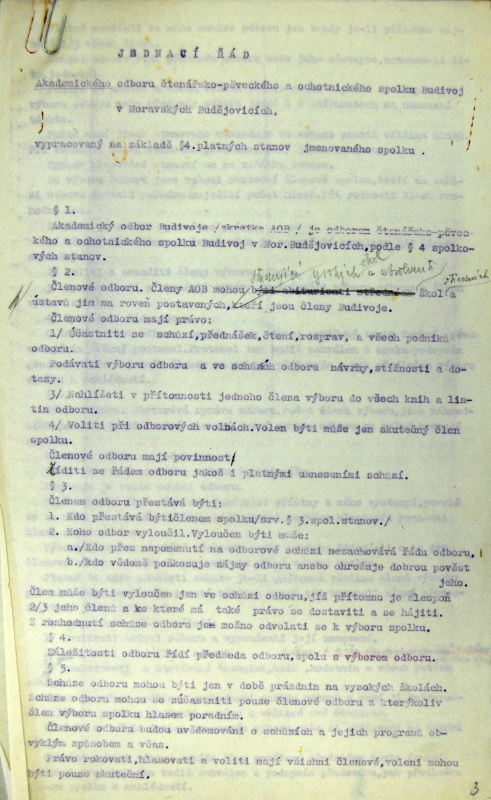 JEDNACÍ ŘÁD
Akademického odboru čtenářsko-pěveckého a ochotnického spolku Budivoj
v Moravských Budějovicích,
vypracovaný na základě §4.platných stanov jmenovaného spolku .
§ 1.
Akademický odbor Budivoje /zkratka AOB / je odborem čtenářsko-pěvec-
kého a ochotnického spolku Budivoj v Mor.Budějovicích,podle § 4 spolko-
vých stanov.
škol
studující vysokých a absolventi
středních
§ 2.
Členové odboru. Členy AOB mohou býti abiturienti středních škol a
ústavů jim na roveň postavených, kteří jsou členy Budivoje.
Členové odboru mají právo:
1/ Účastniti se schůzí,přednášek,čtení,rozprav, a všech podniků
odboru.
Podávati výboru odboru a ve schůzích odboru návrhy,stížnosti a do-
tazy.
3/ Nahlížeti v přítomnosti jednoho člena výboru do všech knih a lis-
tin odboru.
4/ Voliti při odborových volbách.Volen býti může jen skutečný člen
spolku.
Členové odboru mají povinnost
říditi se řádem odboru jakož i platnými usneseními schůzí.
§ 3.
Členem odboru přestává býti:
1. Kdo přestává býtičlenem spolku/srv.§ 3.spol.stanov./
2. Koho odbor vyloučil.Vyloučen býti může:
a./Kdo přes napomenutí na odborové schůzi nezachovává řádu odboru,
b./kdo vědomě poškozuje zájmy odboru anebo ohrožuje dobrou pověst
jeho.
Člen může býti vyloučen jen ve schůzi odboru,jíž přítomno je alespoň
2/3 jeho členů a ke které má také právo se dostaviti a se hájiti.
Z rozhodnutí schůze odboru jen možno odvolati se k výboru spolku.
§ 4.
Záležitosti odboru řídí předseda odboru,spolu s výborem odboru.
§ 5.
Schůze odboru mohou býti jen v době prázdnin na vysokých školách.
Schůze odboru mohou se súčastniti pouze členové odboru a kterýkoliv
člen výboru spolku hlasem poradním.
Členové odboru budou uvědomováni o schůzích a jejich programů ob-
vyklým způsobem a včas.
Právo rokovati,hlasovati a voliti mají všichni členové,voleni mohou
býti pouze skuteční.
3